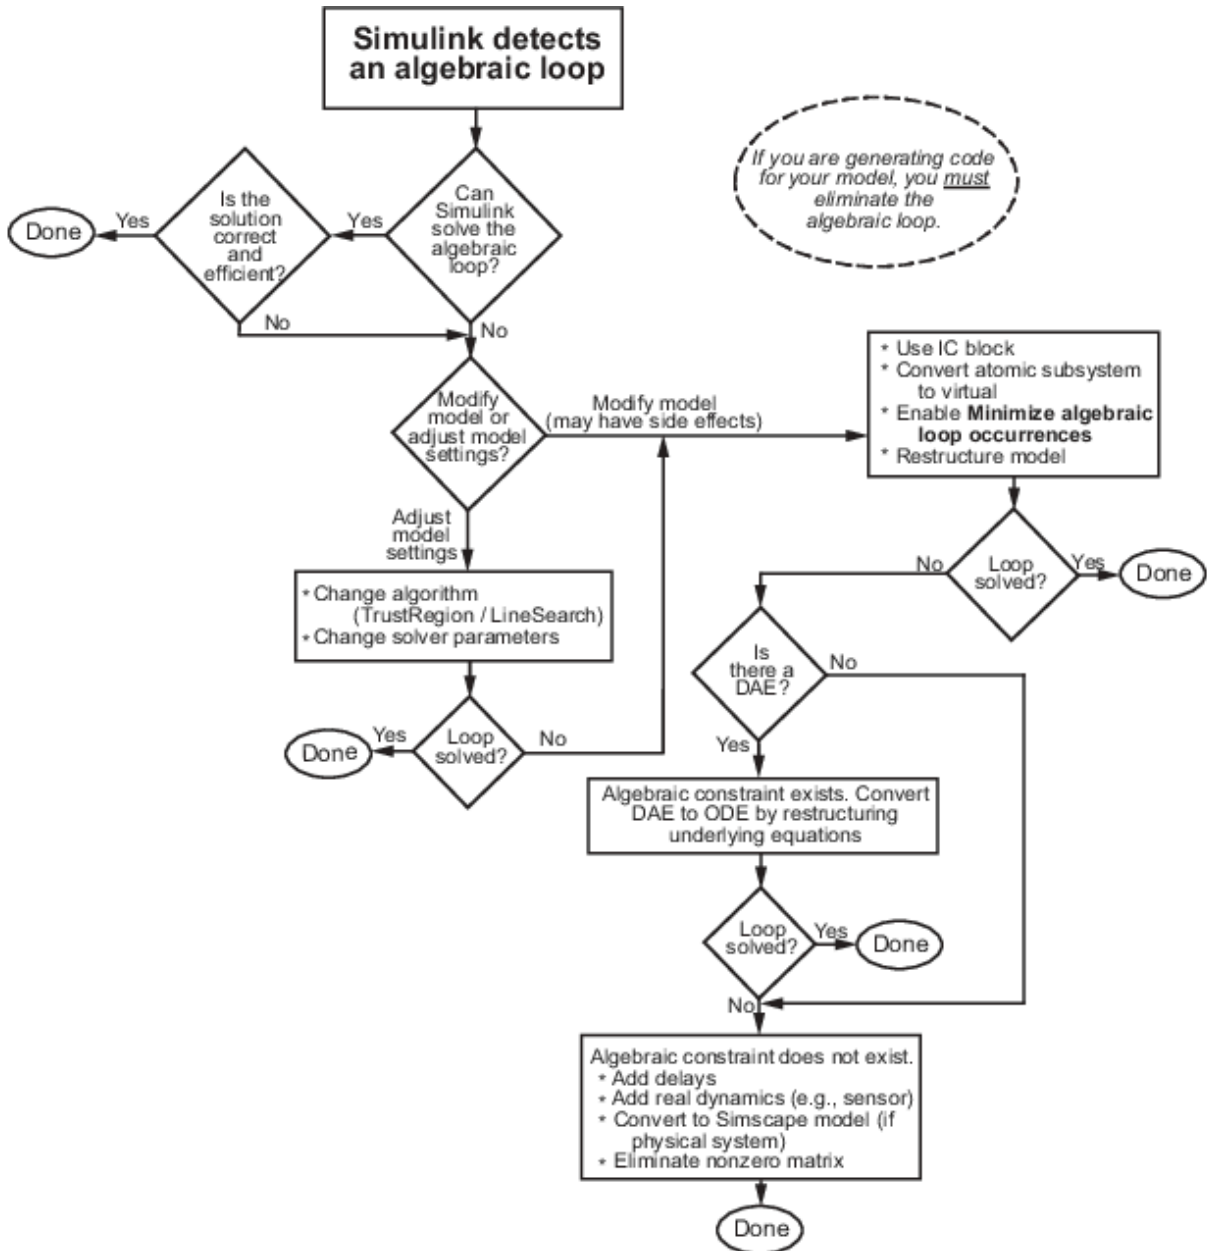 Simulink detects
an algebraic loop
If you are generating code
for your model, you must
eliminate the
algebraic loop.
Can
Simulink
solve the
algebraic
loop?
Yes
Is the
solution
correct
and
efficient?
Yes
Done
No
No
Modify
model or
adjust model
settings?
Modify model
(may have side effects)
* Use IC block
* Convert atomic subsystem
to virtual
* Enable Minimize algebraic
loop occurrences
* Restructure model
Adjust
model
settings
* Change algorithm
(TrustRegion / LineSearch)
* Change solver parameters
Loop
solved?
Yes
Done
No
Loop
solved?
Yes
Done
No
Is
there a
DAE?
No
Yes
Algebraic constraint exists. Convert
DAE to ODE by restructuring
underlying equations
Loop
solved?
Yes
Done
No
Algebraic constraint does not exist.
* Add delays
* Add real dynamics (e.g., sensor)
* Convert to Simscape model (if
physical system)
* Eliminate nonzero matrix
Done